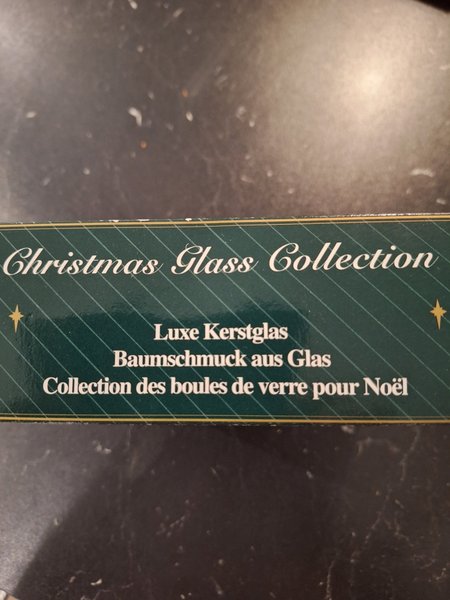 Christmas Glass Collection
Luxe Kerstglas
Baumschmuck aus Glas
Collection des boules de verre pour Noël